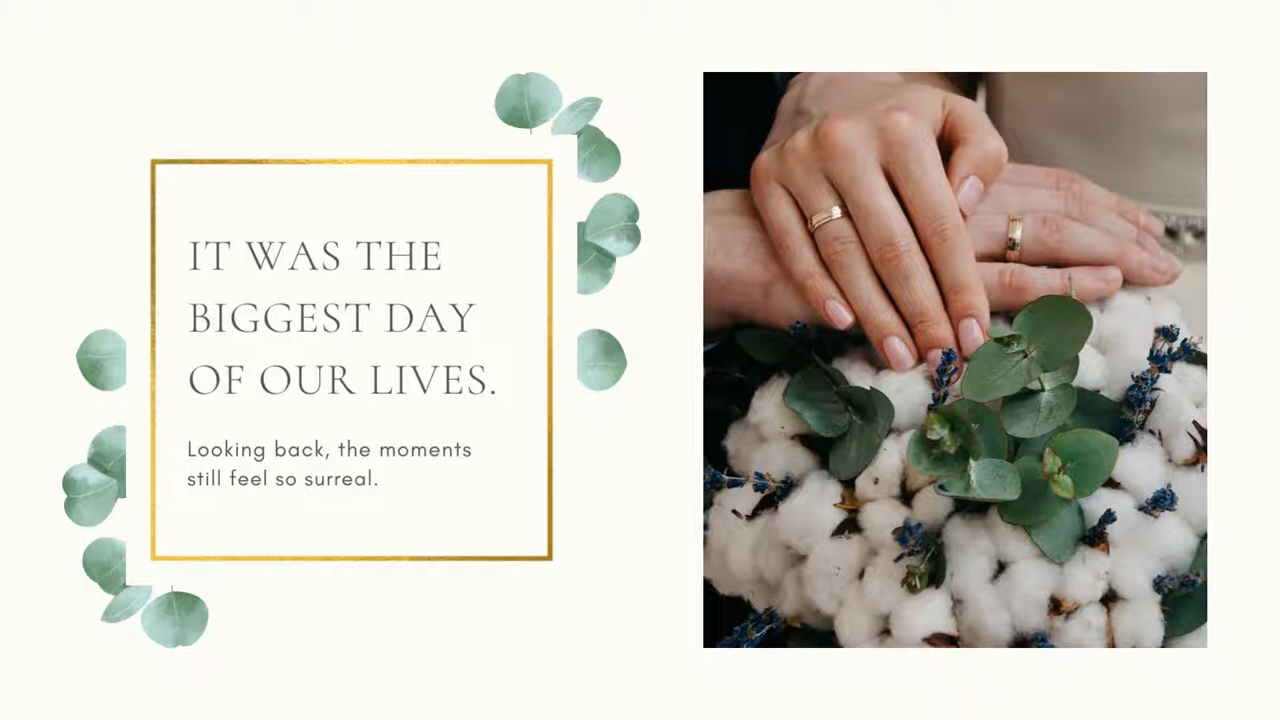 IT WAS THE
BIGGEST DAY
OF OUR LIVES.
Looking back, the moments
still feel so surreal.